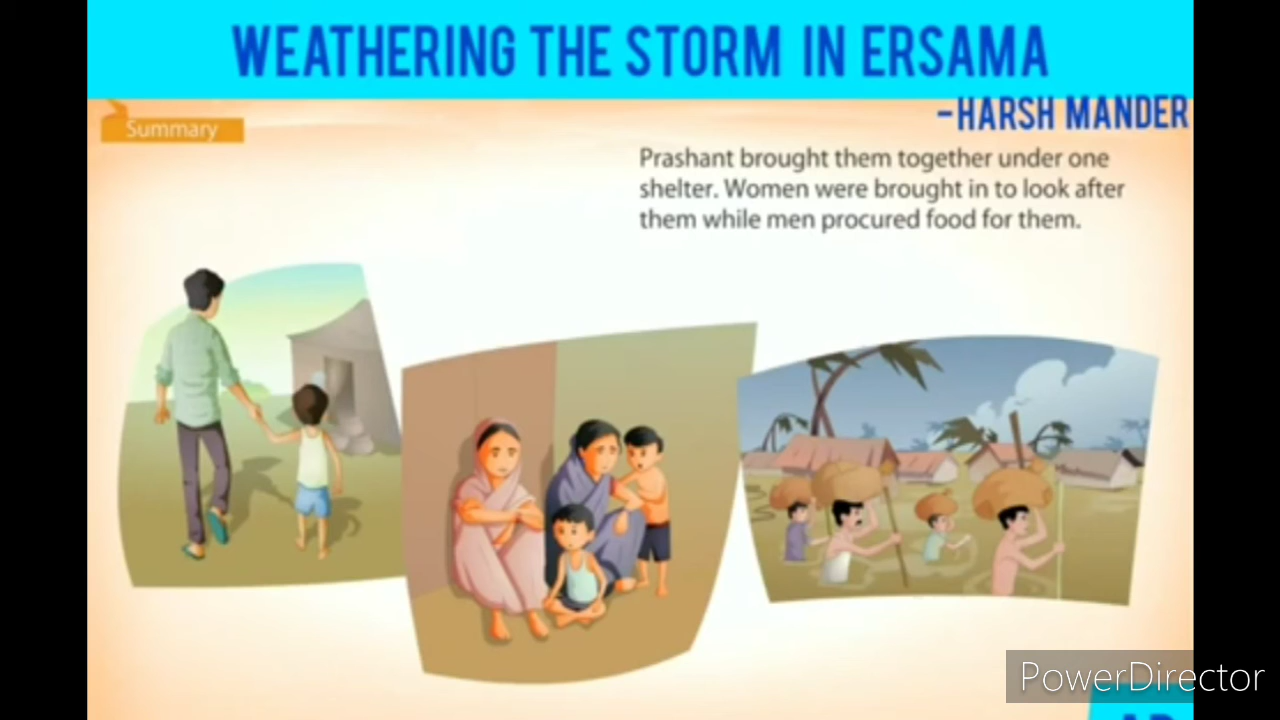 WEATHERING THE STORM IN ERSAMA
-HARSH MANDER
Summary
Prashant brought them together under one
shelter. Women were brought in to look after
them while men procured food for them.
PowerDirector